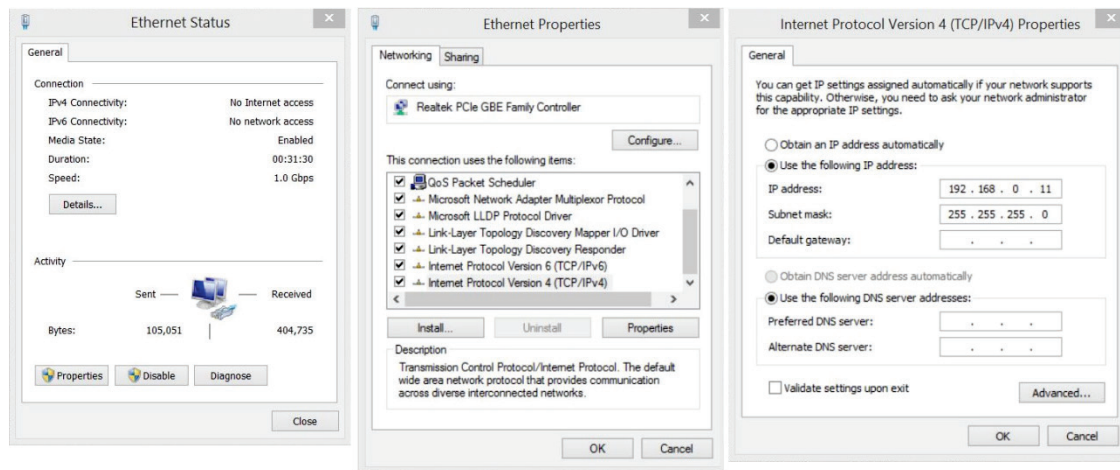 Ethernet Status
General
Connection
IPv4 Connectivity: No Internet access
IPv6 Connectivity: No network access
Media State: Enabled
Duration: 00:31:30
Speed: 1.0 Gbps
Details...
Activity
Sent Received
Bytes: 105,051 404,735
Properties Disable Diagnose
Close
Ethernet Properties
Networking Sharing
Connect using:
Realtek PCIe GBE Family Controller
Configure...
This connection uses the following items:
QoS Packet Scheduler
Microsoft Network Adapter Multiplexor Protocol
Microsoft LLDP Protocol Driver
Link-Layer Topology Discovery Mapper I/O Driver
Link-Layer Topology Discovery Responder
Internet Protocol Version 6 (TCP/IPv6)
Internet Protocol Version 4 (TCP/IPv4)
Install... Uninstall Properties
Description
Transmission Control Protocol/Internet Protocol. The default
wide area network protocol that provides communication
across diverse interconnected networks.
OK Cancel
Internet Protocol Version 4 (TCP/IPv4) Properties
General
You can get IP settings assigned automatically if your network supports
this capability. Otherwise, you need to ask your network administrator
for the appropriate IP settings.
Obtain an IP address automatically
Use the following IP address:
IP address: 192 . 168 . 0 . 11
Subnet mask: 255 . 255 . 255 . 0
Default gateway: . . .
Obtain DNS server address automatically
Use the following DNS server addresses:
Preferred DNS server: . . .
Alternate DNS server: . . .
Validate settings upon exit
Advanced...
OK Cancel